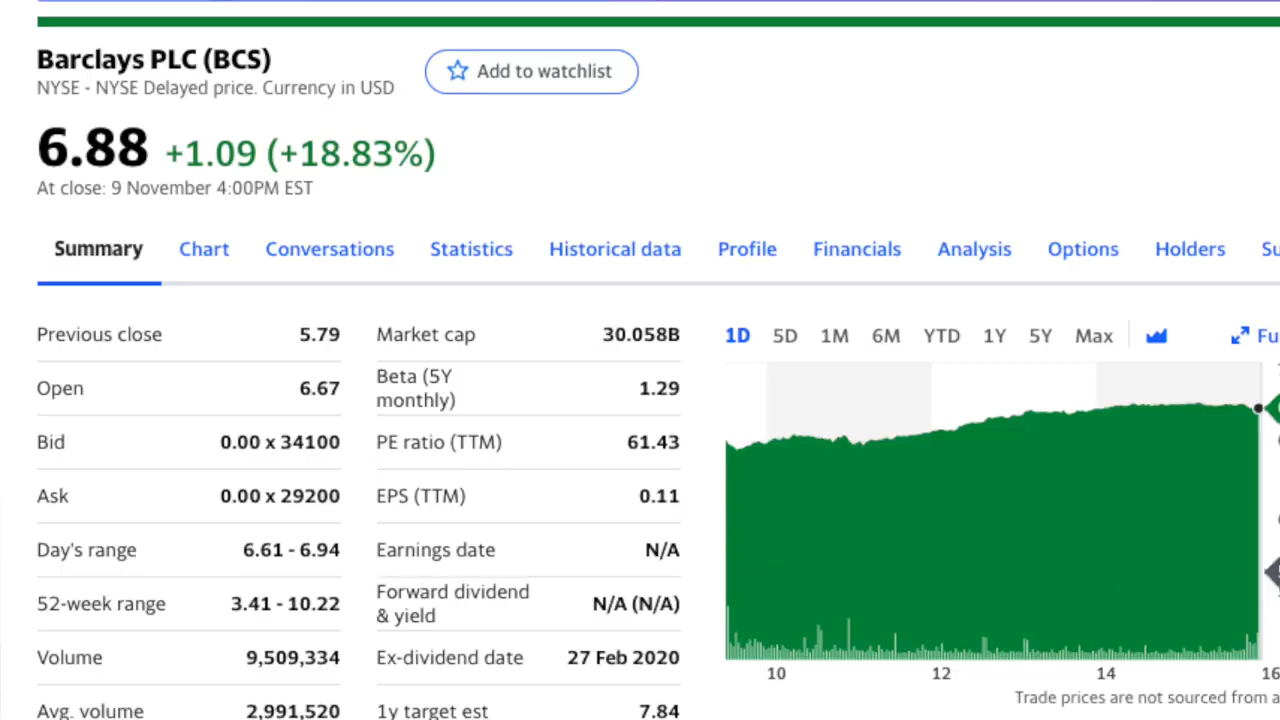 Barclays PLC (BCS)
Add to watchlist
NYSE - NYSE Delayed price. Currency in USD
6.88 +1.09 (+18.83%)
At close: 9 November 4:00PM EST
Summary Chart Conversations Statistics Historical data Profile Financials Analysis Options Holders Su
Previous close 5.79
Open 6.67
Bid 0.00 x 34100
Ask 0.00 x 29200
Day's range 6.61 - 6.94
52-week range 3.41 - 10.22
Volume 9,509,334
Avg. volume 2,991,520
Market cap 30.058B
Beta (5Y
monthly) 1.29
PE ratio (TTM) 61.43
EPS (TTM) 0.11
Earnings date N/A
Forward dividend
& yield N/A (N/A)
Ex-dividend date 27 Feb 2020
1y target est 7.84
1D 5D 1M 6M YTD 1Y 5Y Max Fu
10 12 14 16
Trade prices are not sourced from a